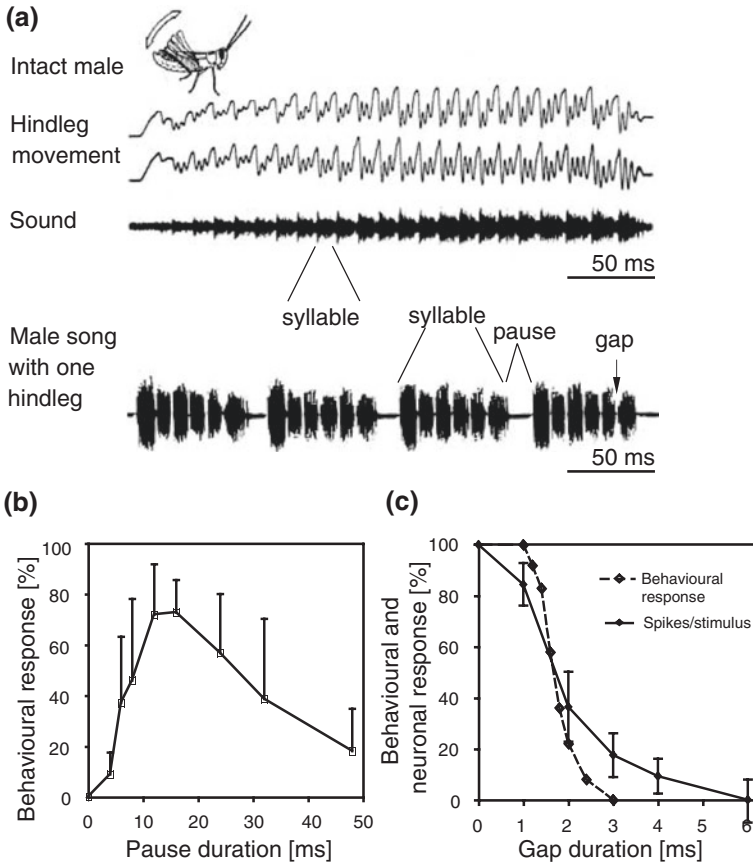 (a)
Intact male
Hindleg
movement
Sound
50 ms
syllable
syllable
pause
gap
Male song
with one
hindleg
50 ms
(b)
Behavioural response [%]
100
80
60
40
20
0
0 10 20 30 40 50
Pause duration [ms]
(c)
Behavioural and
neuronal response [%]
100
80
60
40
20
0
Behavioural
response
Spikes/stimulus
0 1 2 3 4 5 6
Gap duration [ms]